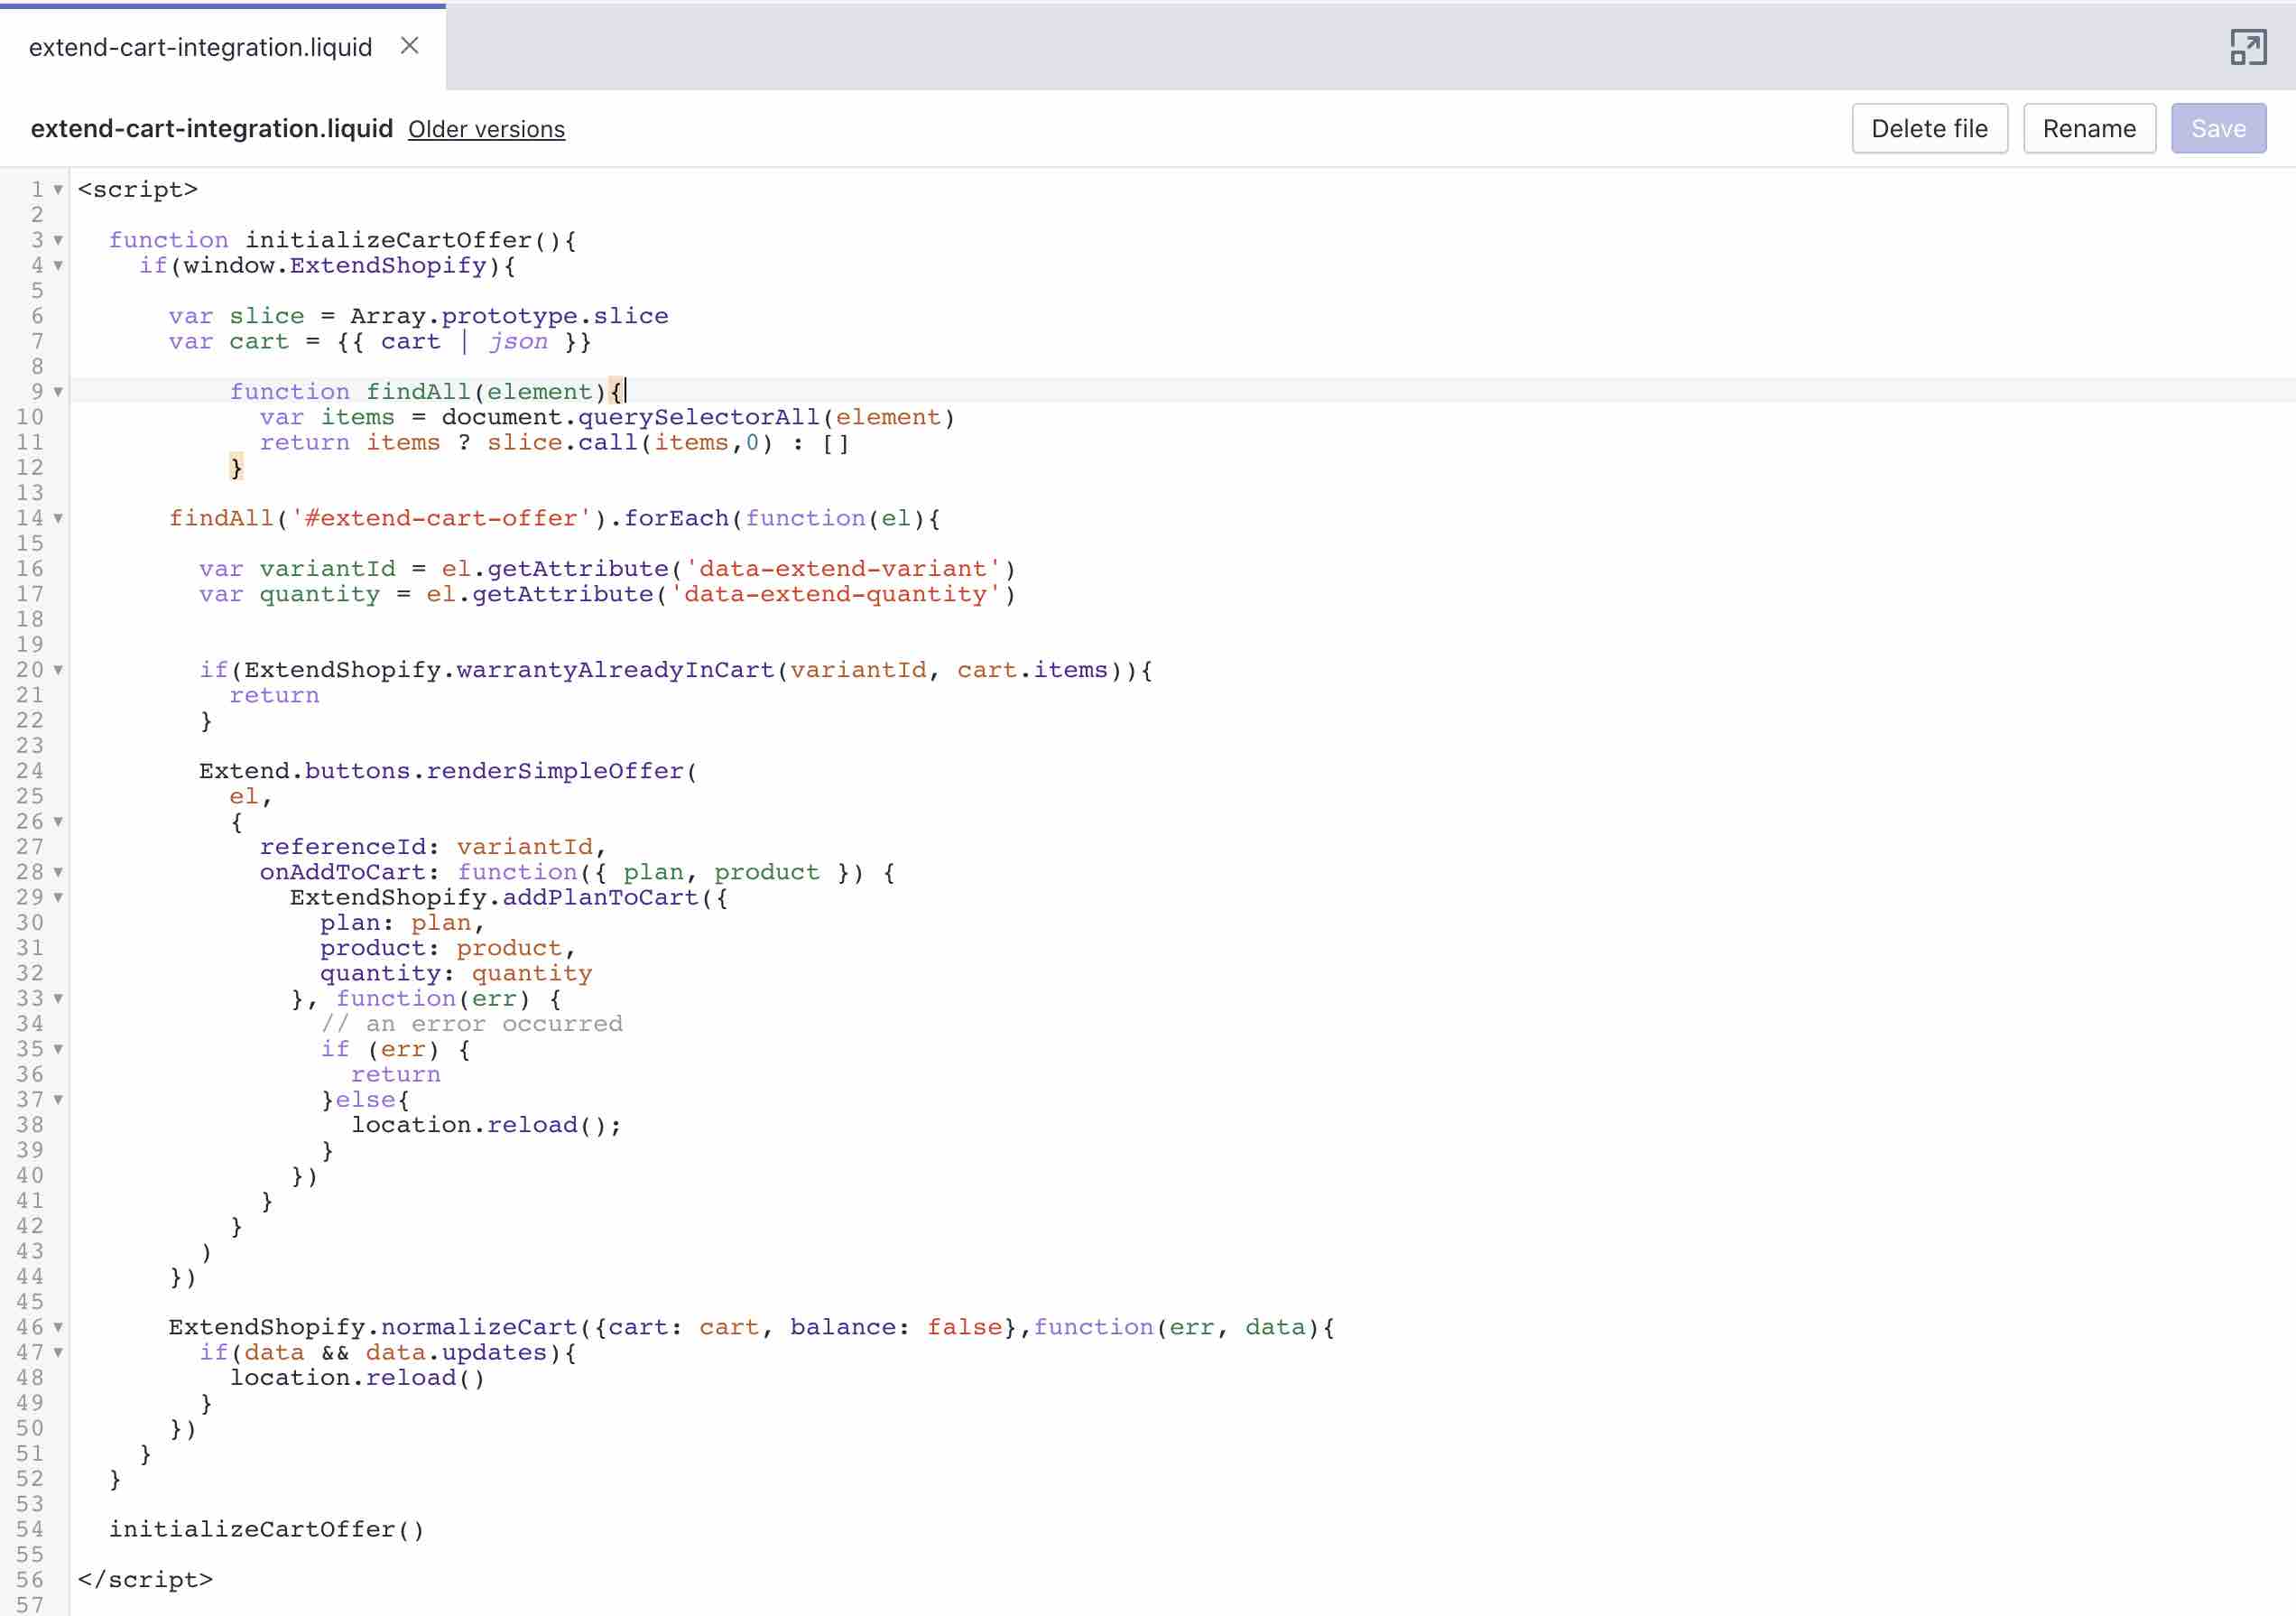 extend-cart-integration.liquid ×
extend-cart-integration.liquid Older versions Delete file Rename Save
1 <script>
2
3   function initializeCartOffer(){
4     if(window.ExtendShopify){
5
6       var slice = Array.prototype.slice
7       var cart = {{ cart | json }}
8
9           function findAll(element){
10             var items = document.querySelectorAll(element)
11             return items ? slice.call(items,0) : []
12           }
13
14       findAll('#extend-cart-offer').forEach(function(el){
15
16         var variantId = el.getAttribute('data-extend-variant')
17         var quantity = el.getAttribute('data-extend-quantity')
18
19
20         if(ExtendShopify.warrantyAlreadyInCart(variantId, cart.items)){
21           return
22         }
23
24         Extend.buttons.renderSimpleOffer(
25           el,
26           {
27             referenceId: variantId,
28             onAddToCart: function({ plan, product }) {
29               ExtendShopify.addPlanToCart({
30                 plan: plan,
31                 product: product,
32                 quantity: quantity
33               }, function(err) {
34                 // an error occurred
35                 if (err) {
36                   return
37                 }else{
38                   location.reload();
39                 }
40               })
41             }
42           }
43         )
44       })
45
46       ExtendShopify.normalizeCart({cart: cart, balance: false},function(err, data){
47         if(data && data.updates){
48           location.reload()
49         }
50       })
51     }
52   }
53
54   initializeCartOffer()
55
56 </script>
57